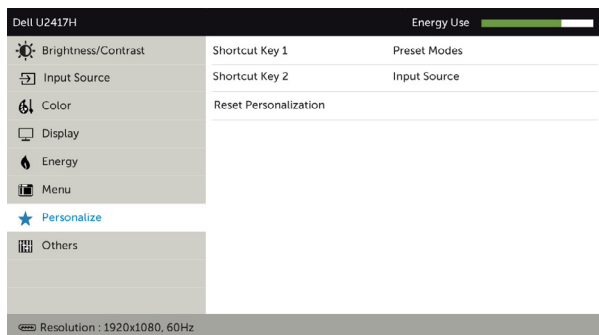 Dell U2417H Energy Use
Brightness/Contrast Shortcut Key 1 Preset Modes
Input Source Shortcut Key 2 Input Source
Color Reset Personalization
Display
Energy
Menu
Personalize
Others
Resolution : 1920x1080, 60Hz